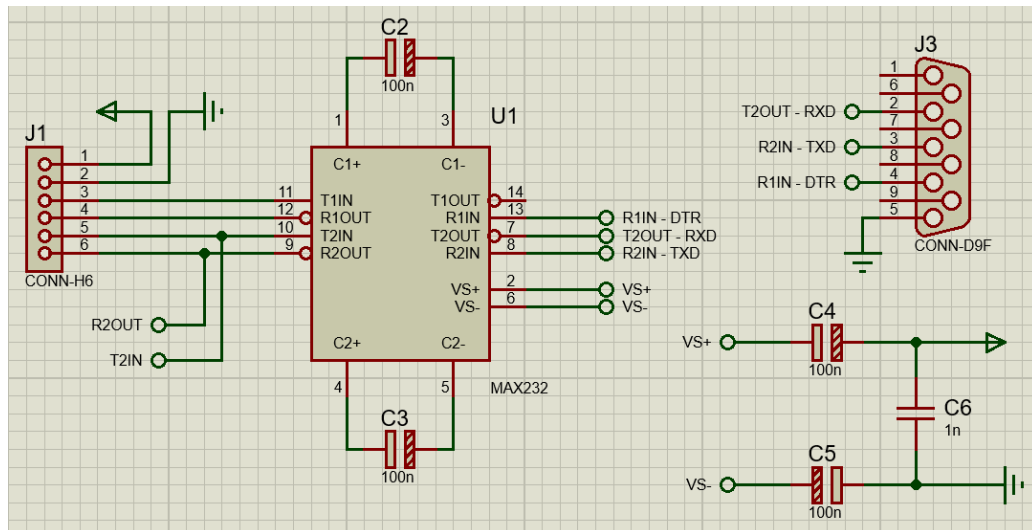 C2
100n
1
3
U1
J1
1
2
3
4
5
6
CONN-H6
C1+
C1-
11
12
10
9
T1IN
R1OUT
T2IN
R2OUT
T1OUT
R1IN
T2OUT
R2IN
14
13
7
8
R1IN - DTR
T2OUT - RXD
R2IN - TXD
VS+
VS-
2
6
VS+
VS-
C2+
C2-
4
5
MAX232
R2OUT
T2IN
C3
100n
J3
1
6
2
7
3
8
4
9
5
T2OUT - RXD
R2IN - TXD
R1IN - DTR
CONN-D9F
C4
VS+
100n
C6
1n
C5
VS-
100n